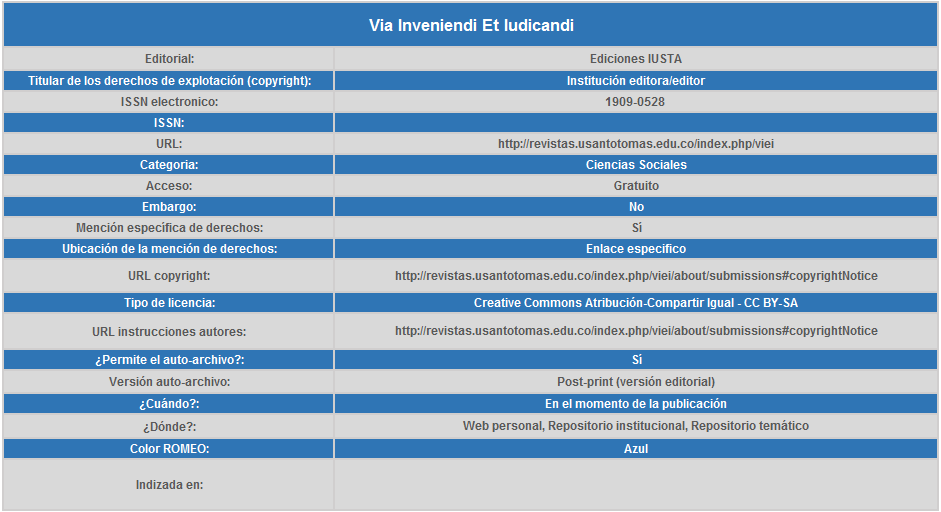 Via Inveniendi Et Iudicandi
Editorial: Ediciones IUSTA
Titular de los derechos de explotación (copyright): Institución editora/editor
ISSN electronico: 1909-0528
ISSN:
URL: http://revistas.usantotomas.edu.co/index.php/viei
Categoria: Ciencias Sociales
Acceso: Gratuito
Embargo: No
Mención específica de derechos: Sí
Ubicación de la mención de derechos: Enlace especifico
URL copyright: http://revistas.usantotomas.edu.co/index.php/viei/about/submissions#copyrightNotice
Tipo de licencia: Creative Commons Atribución-Compartir Igual - CC BY-SA
URL instrucciones autores: http://revistas.usantotomas.edu.co/index.php/viei/about/submissions#copyrightNotice
¿Permite el auto-archivo?: Sí
Versión auto-archivo: Post-print (versión editorial)
¿Cuándo?: En el momento de la publicación
¿Dónde?: Web personal, Repositorio institucional, Repositorio temático
Color ROMEO: Azul
Indizada en: